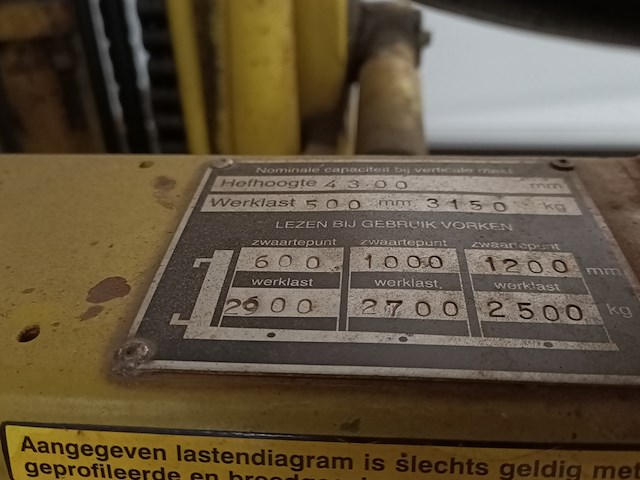 Nominale capaciteit bij verticale mast
Hefhoogte 4300 mm
Werklast 500 mm 3150 kg
LEZEN BIJ GEBRUIK VORKEN
zwaartepunt zwaartepunt zwaartepunt
600 1000 1200 mm
werklast werklast werklast
2700 2500 kg
Aangegeven lastendiagram is slechts geldig met
geprofileerde en